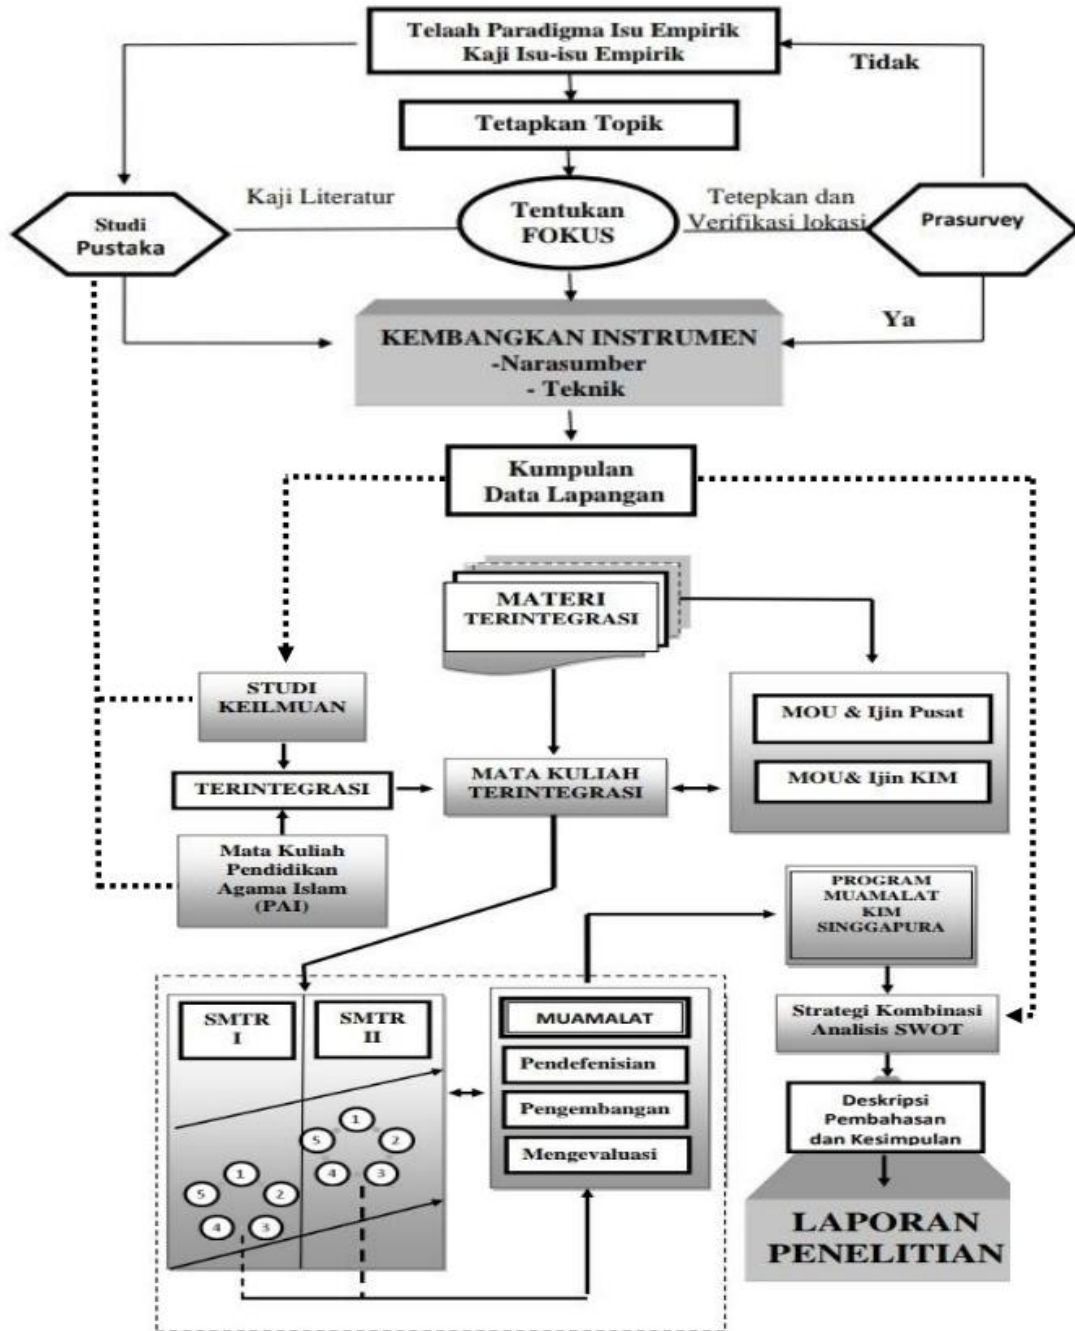 Telaah Paradigma Isu Empirik
Kaji Isu-isu Empirik
Tidak
Tetapkan Topik
Kaji Literatur
Tetepkan dan
Verifikasi lokasi
Studi
Pustaka
Tentukan
FOKUS
Prasurvey
KEMBANGKAN INSTRUMEN
-Narasumber
- Teknik
Ya
Kumpulan
Data Lapangan
MATERI
TERINTEGRASI
STUDI
KEILMUAN
MOU & Ijin Pusat
MOU& Ijin KIM
TERINTEGRASI
MATA KULIAH
TERINTEGRASI
Mata Kuliah
Pendidikan
Agama Islam
(PAI)
PROGRAM
MUAMALAT
KIM
SINGGAPURA
SMTR
I
SMTR
II
MUAMALAT
Pendefenisian
Pengembangan
Mengevaluasi
Strategi Kombinasi
Analisis SWOT
1
2
3
4
5
1
2
3
4
5
Deskripsi
Pembahasan
dan Kesimpulan
LAPORAN
PENELITIAN